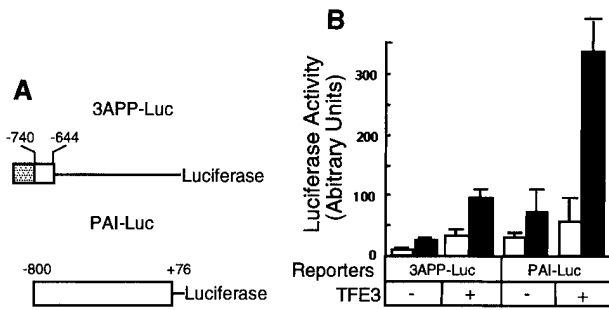 A
3APP-Luc
-740 -644
Luciferase
PAI-Luc
-800 +76
Luciferase
B
Luciferase Activity
(Abitrary Units)
300
200
100
0
Reporters 3APP-Luc PAI-Luc
TFE3 - + - +